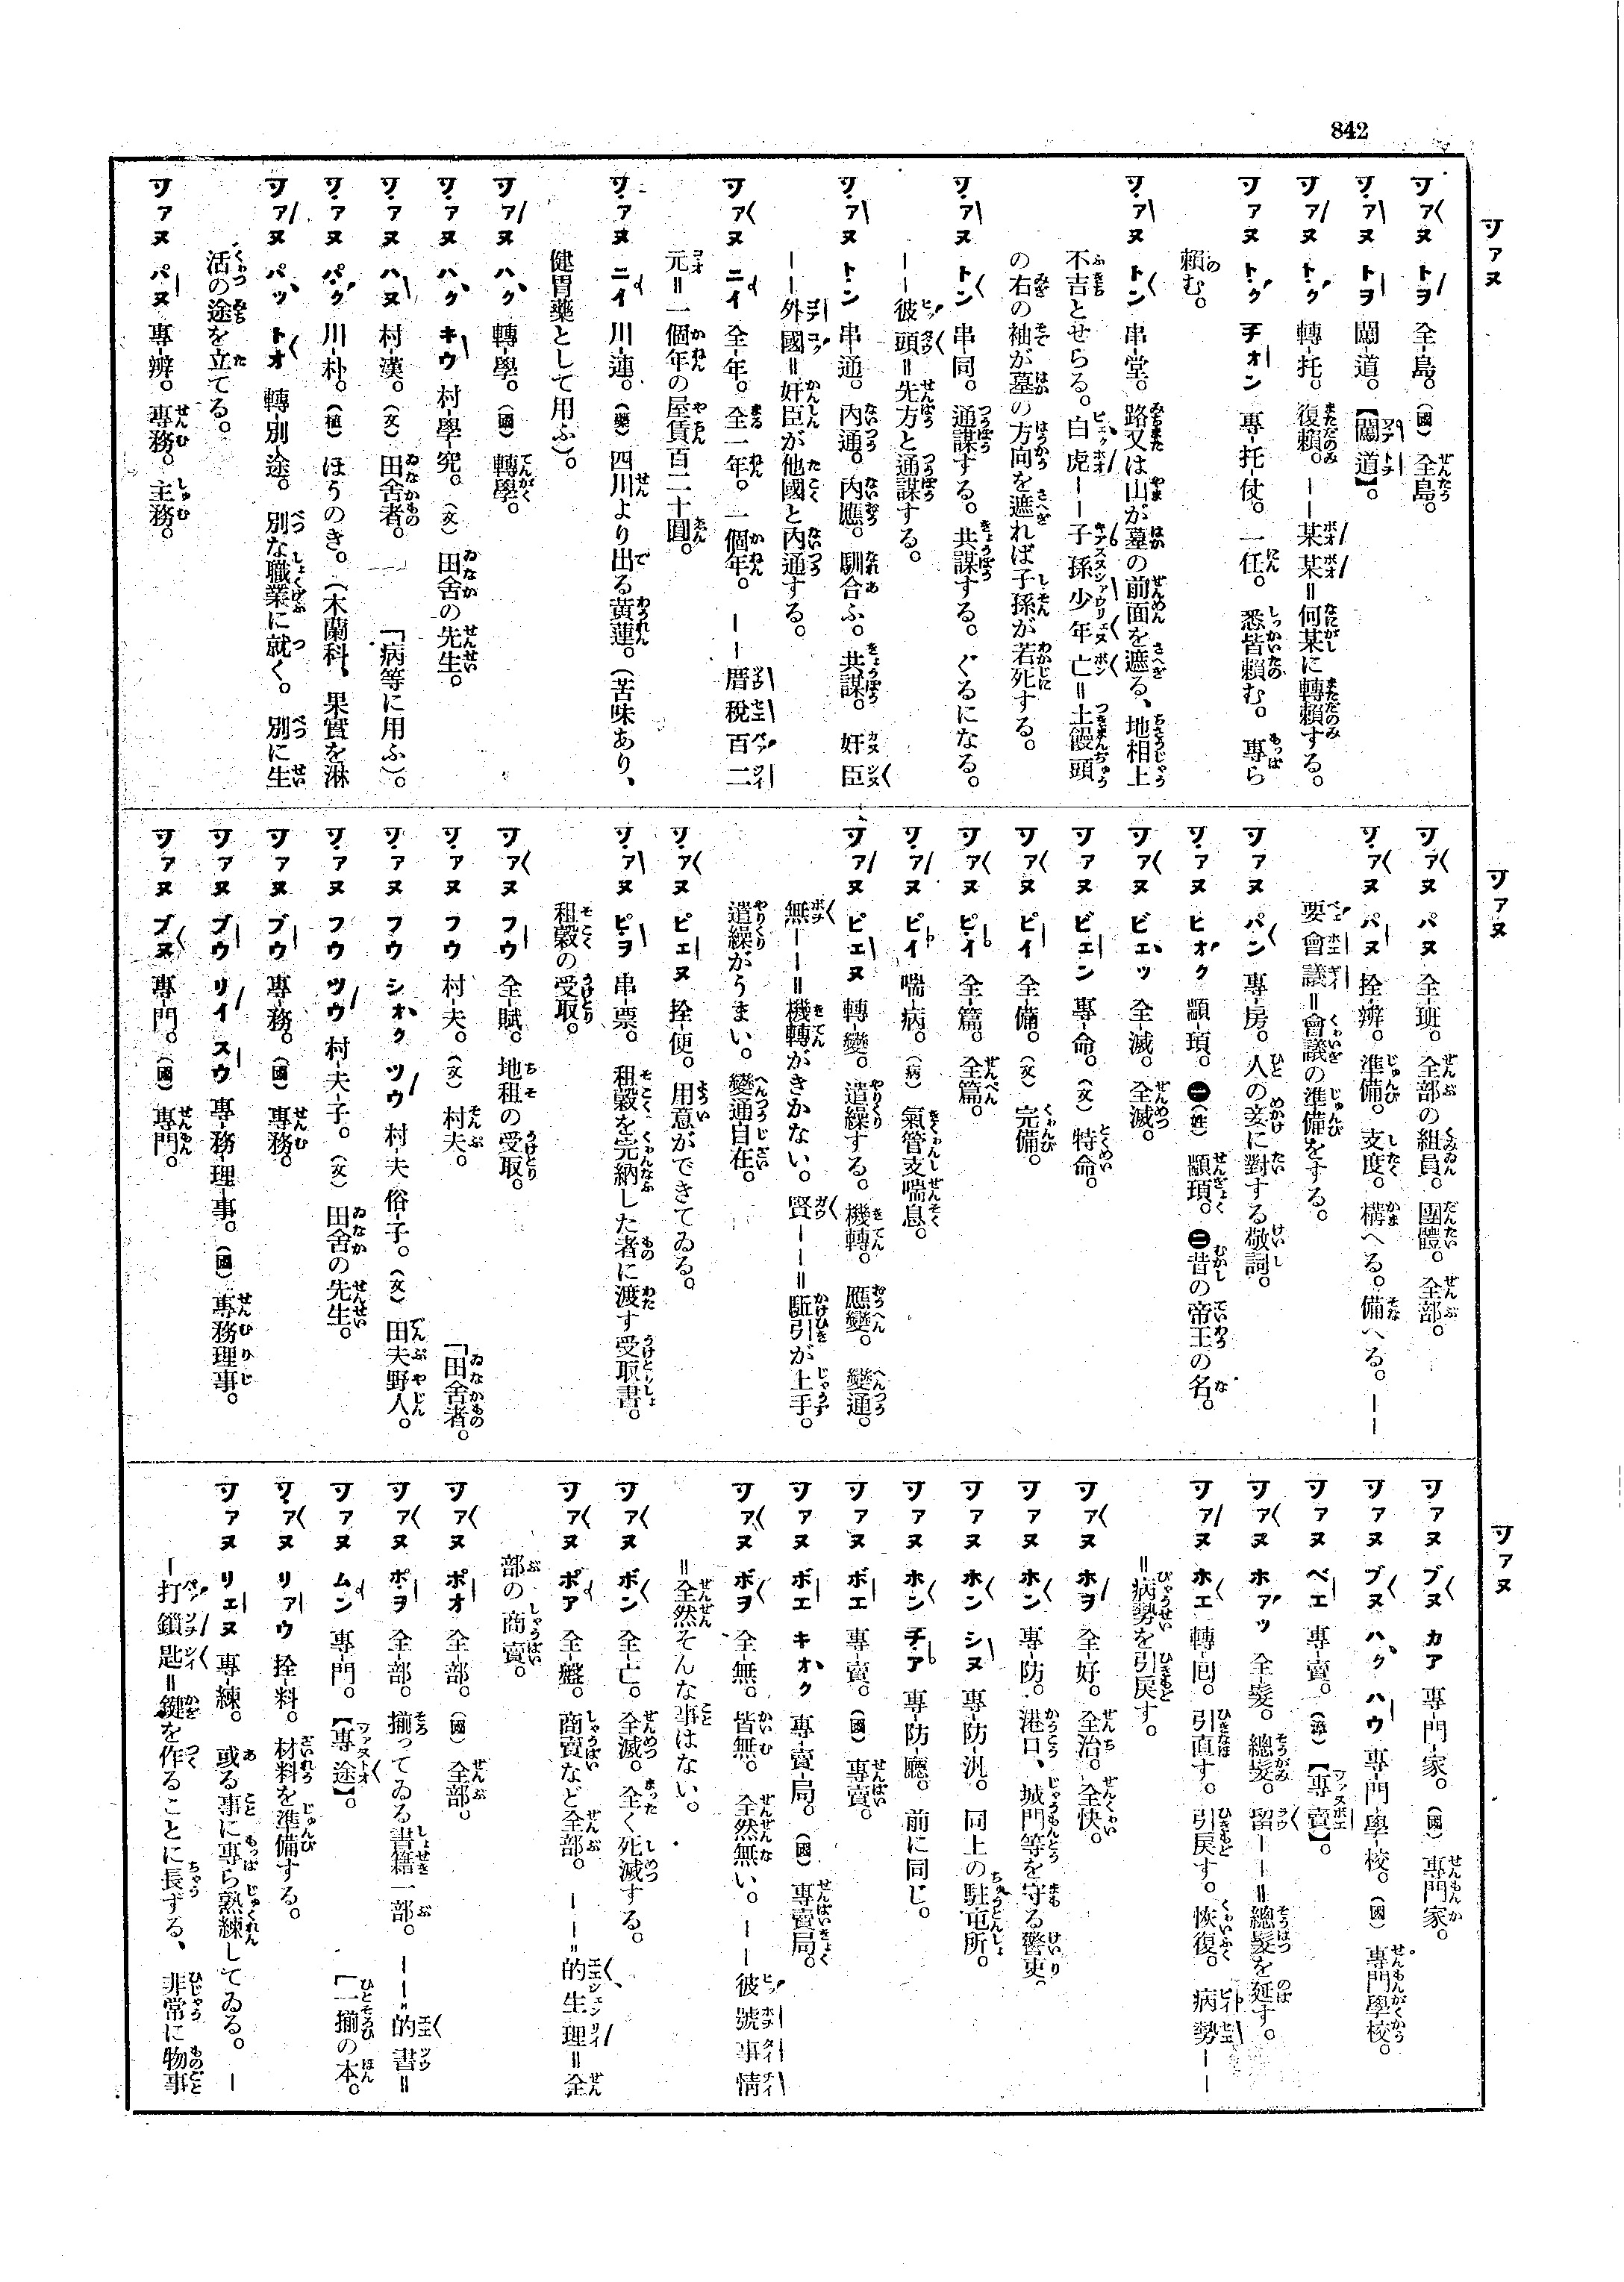 842
ツァヌ
ツァヌ トヲ 全-島。(國) 全島。
ツァヌ トヲ 闖-道。【闖道】。
ツァヌ トク 轉-托。 復賴。 ーー某某=何某に轉賴する。
ツァヌ トク チォン 專-托-仗。 一任。 悉皆賴む。 專ら
賴む。
ツァヌ トン 串-堂。 路又は山が墓の前面を遮る、地相上
不吉とせらる。白虎ーー子孫少年亡=土饅頭
の右の袖が墓の方向を遮れば子孫が若死する。
ツァヌ トン 串-同。 通謀する。共謀する。ぐるになる。
ーー彼頭=先方と通謀する。
ツァヌ トン 串-通。 內通。 內應。馴合ふ。共謀。 奸臣
ーー外國=奸臣が他國と內通する。
ツァヌ ニイ 全-年。全一年。一個年。 ーー厝稅百二
元=一個年の屋賃百二十圓。
ツァヌ ニイ 川-連。(藥) 四川より出る黃蓮。(苦味あり、
健胃藥として用ふ)。
ツァヌ ハク 轉-學。(國) 轉學。
ツァヌ ハク キウ 村-學-究。(文) 田舍の先生。
ツァヌ ハヌ 村-漢。(文) 田舍者。 「病等に用ふ)。
ツァヌ パク 川-朴。(植) ほうのき。(木蘭科、果實を淋
ツァヌ パッ トオ 轉-別-途。 別な職業に就く。 別に生
活の途を立てる。
ツァヌ パヌ 專-辨。 專務。 主務。
ツァヌ
ツァヌ パヌ 全-班。 全部の組員。 團體。 全部。
ツァヌ パヌ 拴-辨。 準備。 支度。 構へる。備へる。ーー
要會議=會議の準備をする。
ツァヌ パン 專-房。 人の妾に對する敬詞。
ツァヌ ヒオク 顓-頊。 ㊀(姓) 顓頊。㊁昔の帝王の名。
ツァヌ ビエッ 全-滅。 全滅。
ツァヌ ビエン 專-命。(文) 特命。
ツァヌ ピイ 全-備。(文) 完備。
ツァヌ ピイ 全-篇。 全篇。
ツァヌ ピイ 喘-病。(病) 氣管支喘息。
ツァヌ ピエヌ 轉-變。 遣繰する。 機轉。 應變。 變通。
無ーー=機轉がきかない。賢ーー=斷引が上手。
遣繰がうまい。變通自在。
ツァヌ ピエヌ 拴-便。 用意ができてゐる。
ツァヌ ピヲ 串-票。 租穀を完納した者に渡す受取書。
租穀の受取。
ツァヌ フウ 全-賦。 地租の受取。
ツァヌ フウ 村-夫。(文) 村夫。 「田舍者。
ツァヌ フウ シオク ツウ 村-夫 俗-子。(文) 田夫野人。
ツァヌ フウ ツウ 村-夫-子。(文) 田舍の先生。
ツァヌ ブウ 專-務。(國) 專務。
ツァヌ ブウ リイ スウ 專-務-理-事。(國) 專務理事。
ツァヌ ブヌ 專-門。(國) 專門。
ツァヌ
ツァヌ ブヌ カア 專-門-家。(國) 專門家。
ツァヌ ブヌ ハク ハウ 專-門-學-校。(國) 專門學校。
ツァヌ ベエ 專-賣。(漳)【專賣】。
ツァヌ ホァッ 全-髮。 總髮。 留ーー=總髮を延す。
ツァヌ ホエ 轉-囘。 引直す。 引戾す。恢復。 病勢ーー
=病勢を引戾す。
ツァヌ ホヲ 全-好。 全治。 全快。
ツァヌ ホン 專-防。 港口、城門等を守る警吏。
ツァヌ ホン シヌ 專-防-汛。 同上の駐屯所。
ツァヌ ホン チア 專-防-廳。 前に同じ。
ツァヌ ボエ 專-賣。(國) 專賣。
ツァヌ ボエ キオク 專-賣-局。(國) 專賣局。
ツァヌ ボヲ 全-無。 皆無。 全然無い。ーー彼號事情
=全然そんな事はない。
ツァヌ ボン 全-亡。 全滅。全く死滅する。
ツァヌ ポア 全-盤。 商賣など全部。 ーー的生理=全
部の商賣。
ツァヌ ポオ 全-部。(國) 全部。
ツァヌ ポヲ 全-部。 揃つてゐる書籍一部。 ーー的書=
ツァヌ ムン 專-門。【專途】。 「一揃の本。
ツァヌ リァウ 拴-料。 材料を準備する。
ツァヌ リエヌ 專-練。 或る事に專ら熟練してゐる。 ー
ー打鎖匙=鍵を作ることに長ずる、 非常に物事